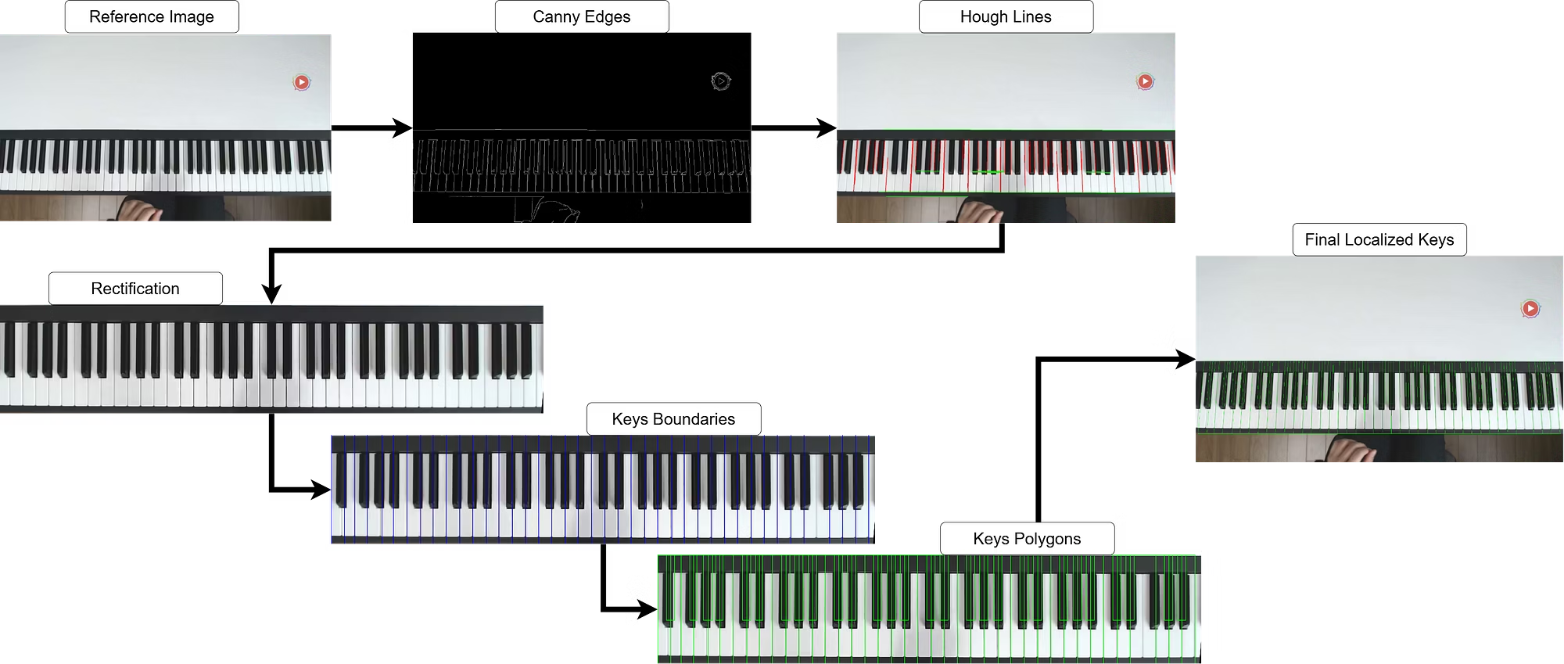 Reference Image
Canny Edges
Hough Lines
Final Localized Keys
Rectification
Keys Boundaries
Keys Polygons